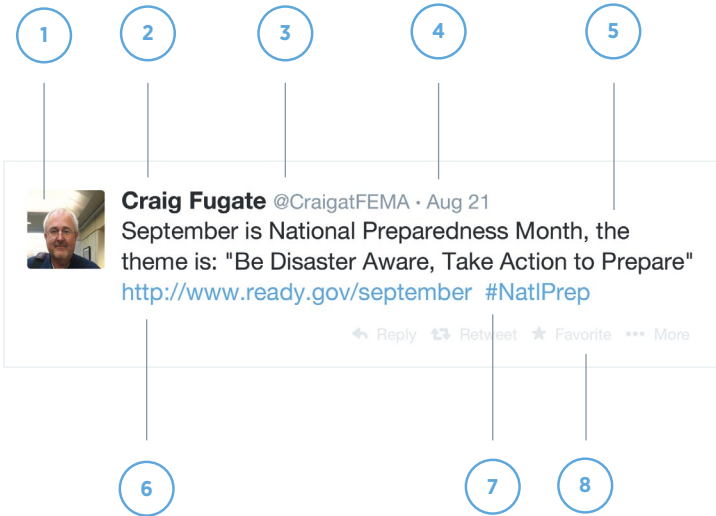 1 2 3 4 5
Craig Fugate @CraigatFEMA · Aug 21
September is National Preparedness Month, the
theme is: "Be Disaster Aware, Take Action to Prepare"
http://www.ready.gov/september #NatlPrep
Reply Retweet Favorite More
6 7 8